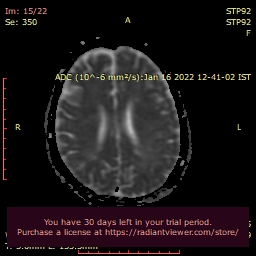 Im: 15/22
Se: 350
A
STP92
STP92
F
ADC (10^-6 mm²/s):Jan 16 2022 12-41-02 IST
R
L
You have 30 days left in your trial period.
Purchase a license at https://radiantviewer.com/store/